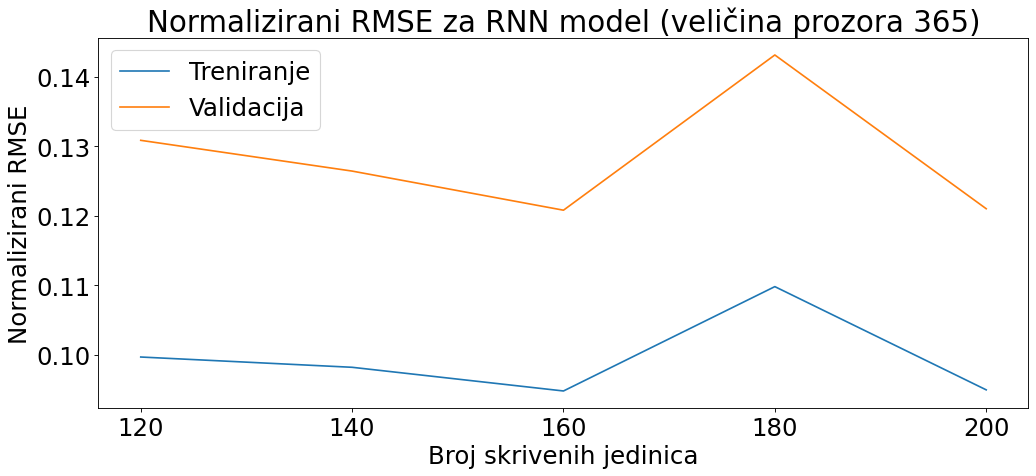 Normalizirani RMSE za RNN model (veličina prozora 365)
Treniranje
Validacija
Normalizirani RMSE
0.14
0.13
0.12
0.11
0.10
120 140 160 180 200
Broj skrivenih jedinica